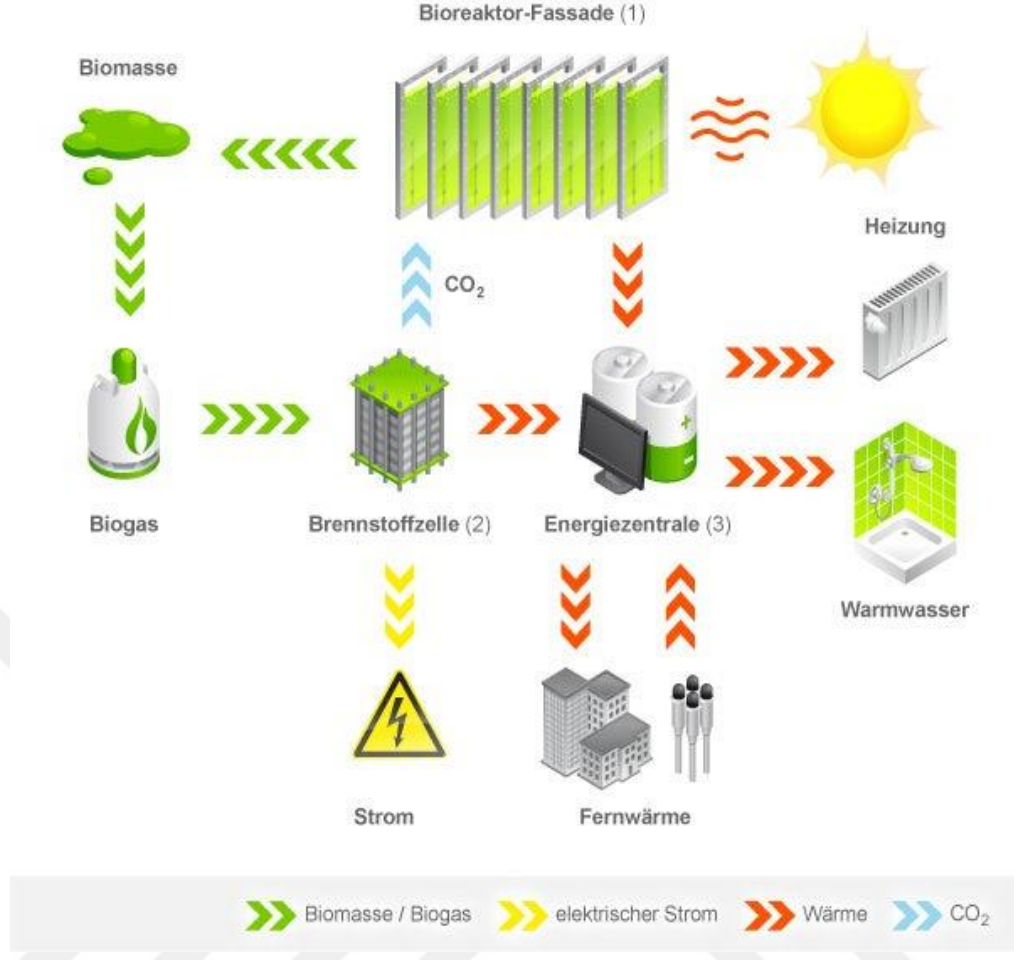 Bioreaktor-Fassade (1)
Biomasse
Heizung
CO₂
Biogas
Brennstoffzelle (2)
Energiezentrale (3)
Warmwasser
Strom
Fernwärme
Biomasse / Biogas
elektrischer Strom
Wärme
CO₂